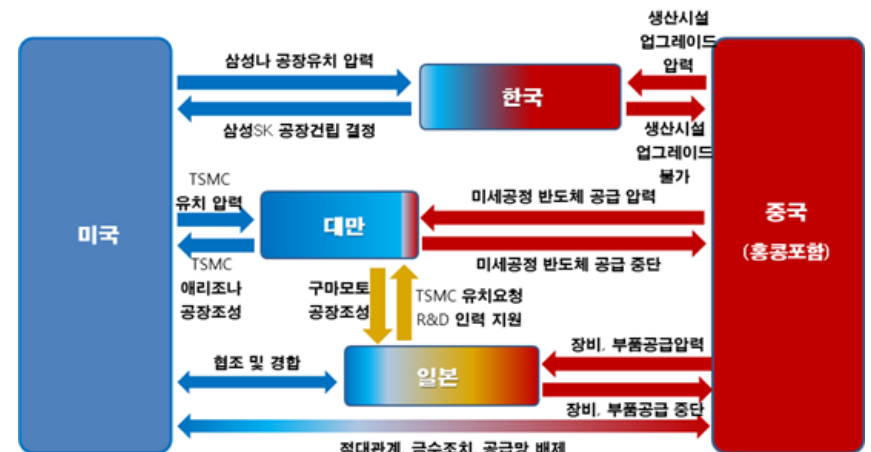 생산시설
업그레이드
압력
삼성나 공장유치 압력
한국
삼성SK 공장건립 결정
생산시설
업그레이드
불가
TSMC
유치 압력
대만
미세공정 반도체 공급 압력
중국
(홍콩포함)
미국
미세공정 반도체 공급 중단
TSMC
애리조나
공장조성
구마모토
공장조성
TSMC 유치요청
R&D 인력 지원
장비, 부품공급압력
협조 및 경합
일본
장비, 부품공급 중단
적대관계, 금수조치, 공급망 배제